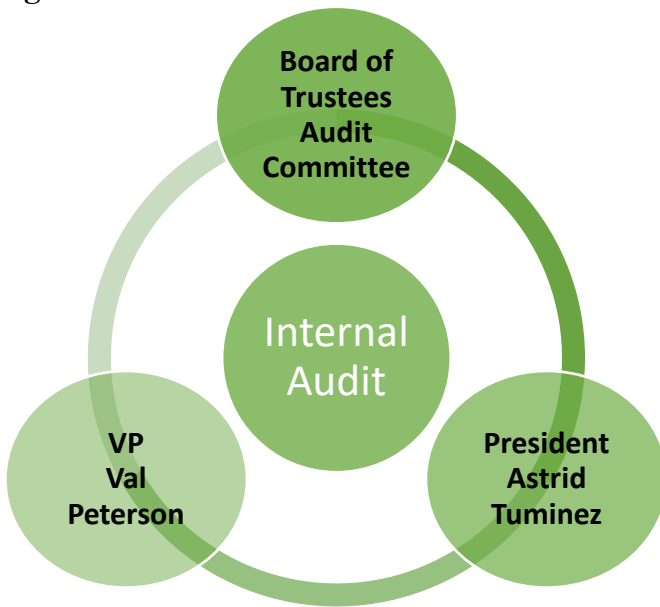 Board of
Trustees
Audit
Committee
Internal
Audit
VP
Val
Peterson
President
Astrid
Tuminez